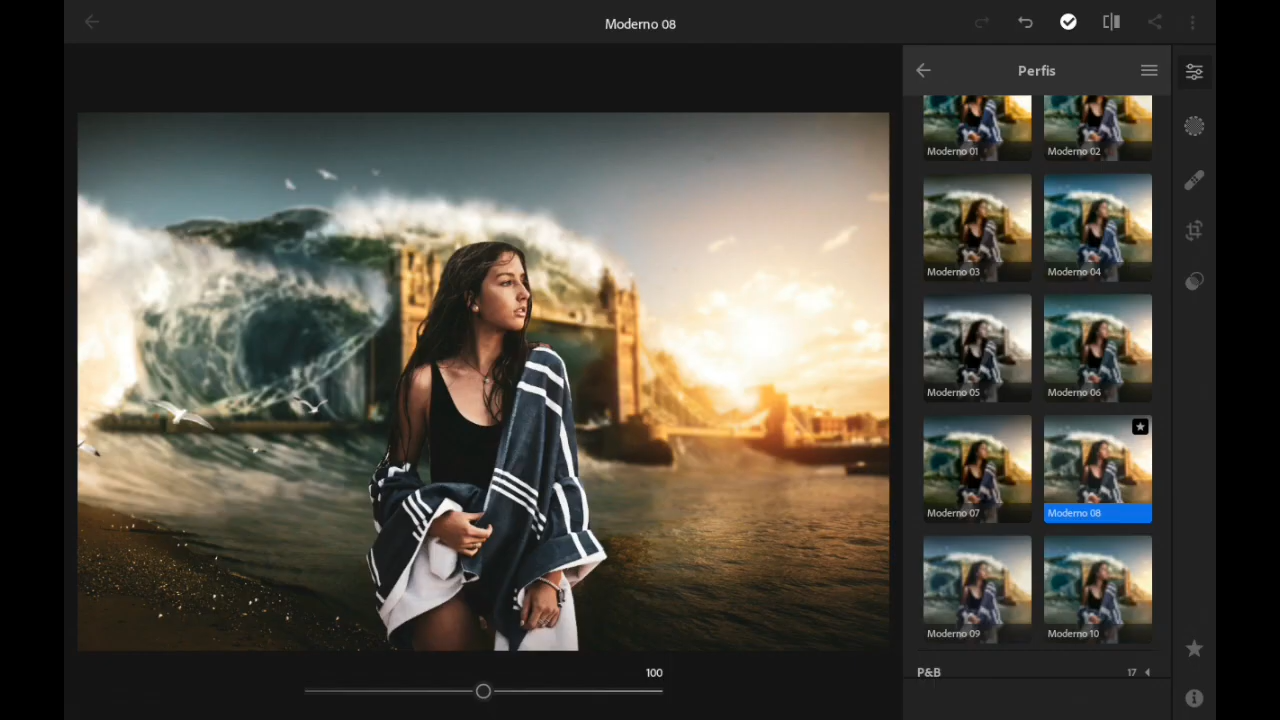 Moderno 08
Perfis
Moderno 01
Moderno 02
Moderno 03
Moderno 04
Moderno 05
Moderno 06
Moderno 07
Moderno 08
Moderno 09
Moderno 10
P&B 17
100